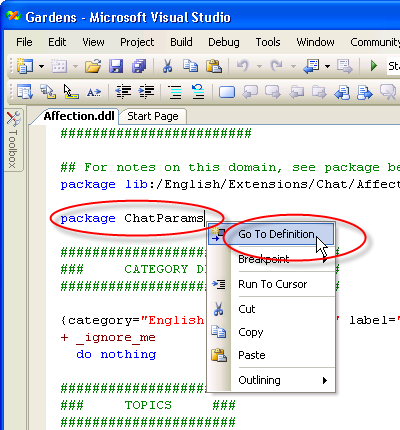 Gardens - Microsoft Visual Studio
File Edit View Project Build Debug Tools Window Community
Affection.ddl Start Page
Toolbox
#########################
## For notes on this domain, see package be
package lib:/English/Extensions/Chat/Affec
package ChatParams
Go To Definition
### CATEGORY D
Breakpoint
Run To Cursor
{category="English " label="
Cut
+ _ignore_me
Copy
do nothing
Paste
Outlining
### TOPICS ###